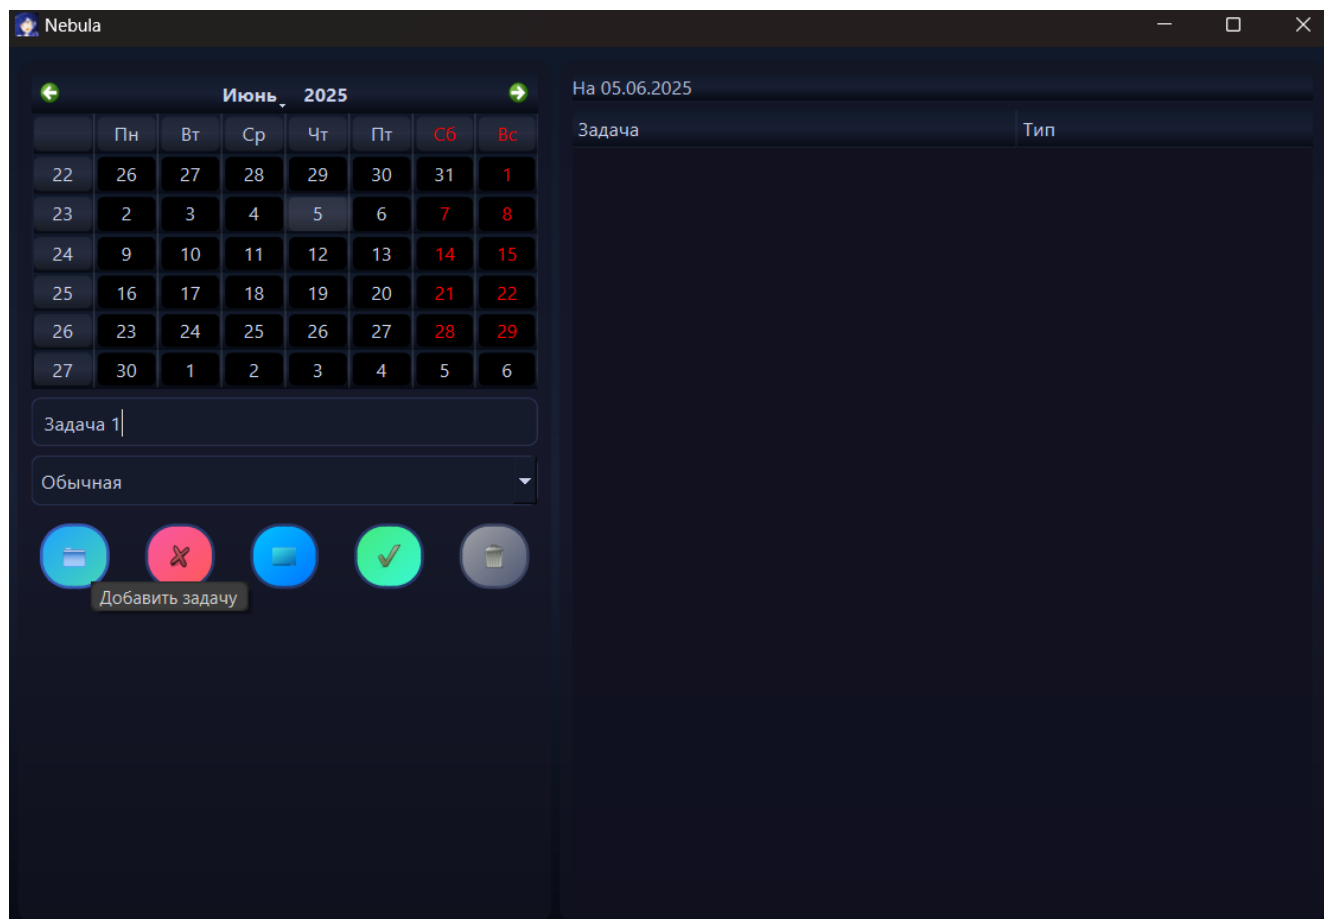 Nebula
Июнь 2025
Пн Вт Ср Чт Пт Сб Вс
22 26 27 28 29 30 31 1
23 2 3 4 5 6 7 8
24 9 10 11 12 13 14 15
25 16 17 18 19 20 21 22
26 23 24 25 26 27 28 29
27 30 1 2 3 4 5 6
Задача 1
Обычная
Добавить задачу
На 05.06.2025
Задача Тип